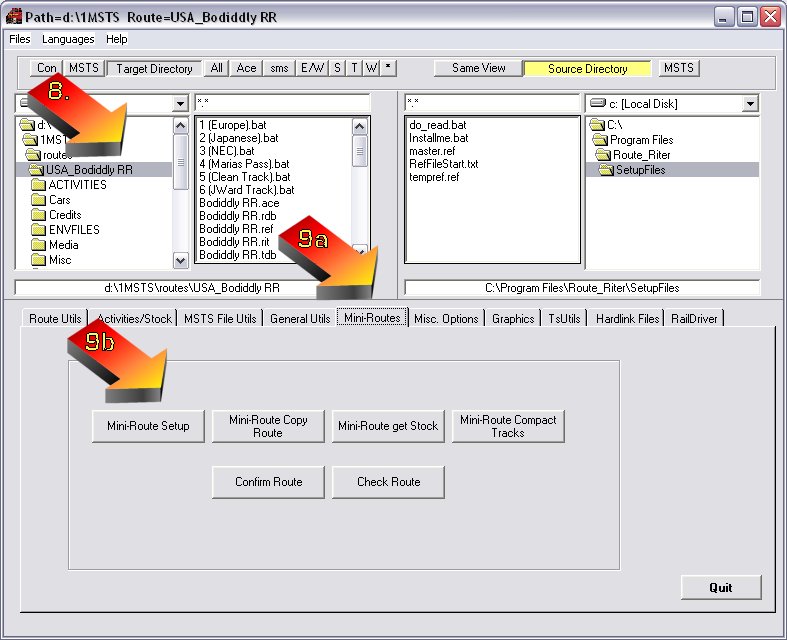 Path=d:\1MSTS Route=USA_Bodiddly RR
Files Languages Help
Con MSTS Target Directory All Ace sms E/W S T W * Same View Source Directory MSTS
8.
*.*
*.*
c: [Local Disk]
d:\
1MSTS
routes
USA_Bodiddly RR
ACTIVITIES
Cars
Credits
ENVFILES
Media
Misc
1 (Europe).bat
2 (Japanese).bat
3 (NEC).bat
4 (Marias Pass).bat
5 (Clean Track).bat
6 (JWard Track).bat
Bodiddly RR.ace
Bodiddly RR.rdb
Bodiddly RR.ref
Bodiddly RR.rit
Bodiddly RR.tdb
9a
do_read.bat
Installme.bat
master.ref
RefFileStart.txt
tempref.ref
C:\
Program Files
Route_Riter
SetupFiles
d:\1MSTS\routes\USA_Bodiddly RR
C:\Program Files\Route_Riter\SetupFiles
Route Utils Activities/Stock MSTS File Utils General Utils Mini-Routes Misc. Options Graphics TsUtils Hardlink Files RailDriver
9b
Mini-Route Setup
Mini-Route Copy
Route
Mini-Route get Stock
Mini-Route Compact
Tracks
Confirm Route
Check Route
Quit